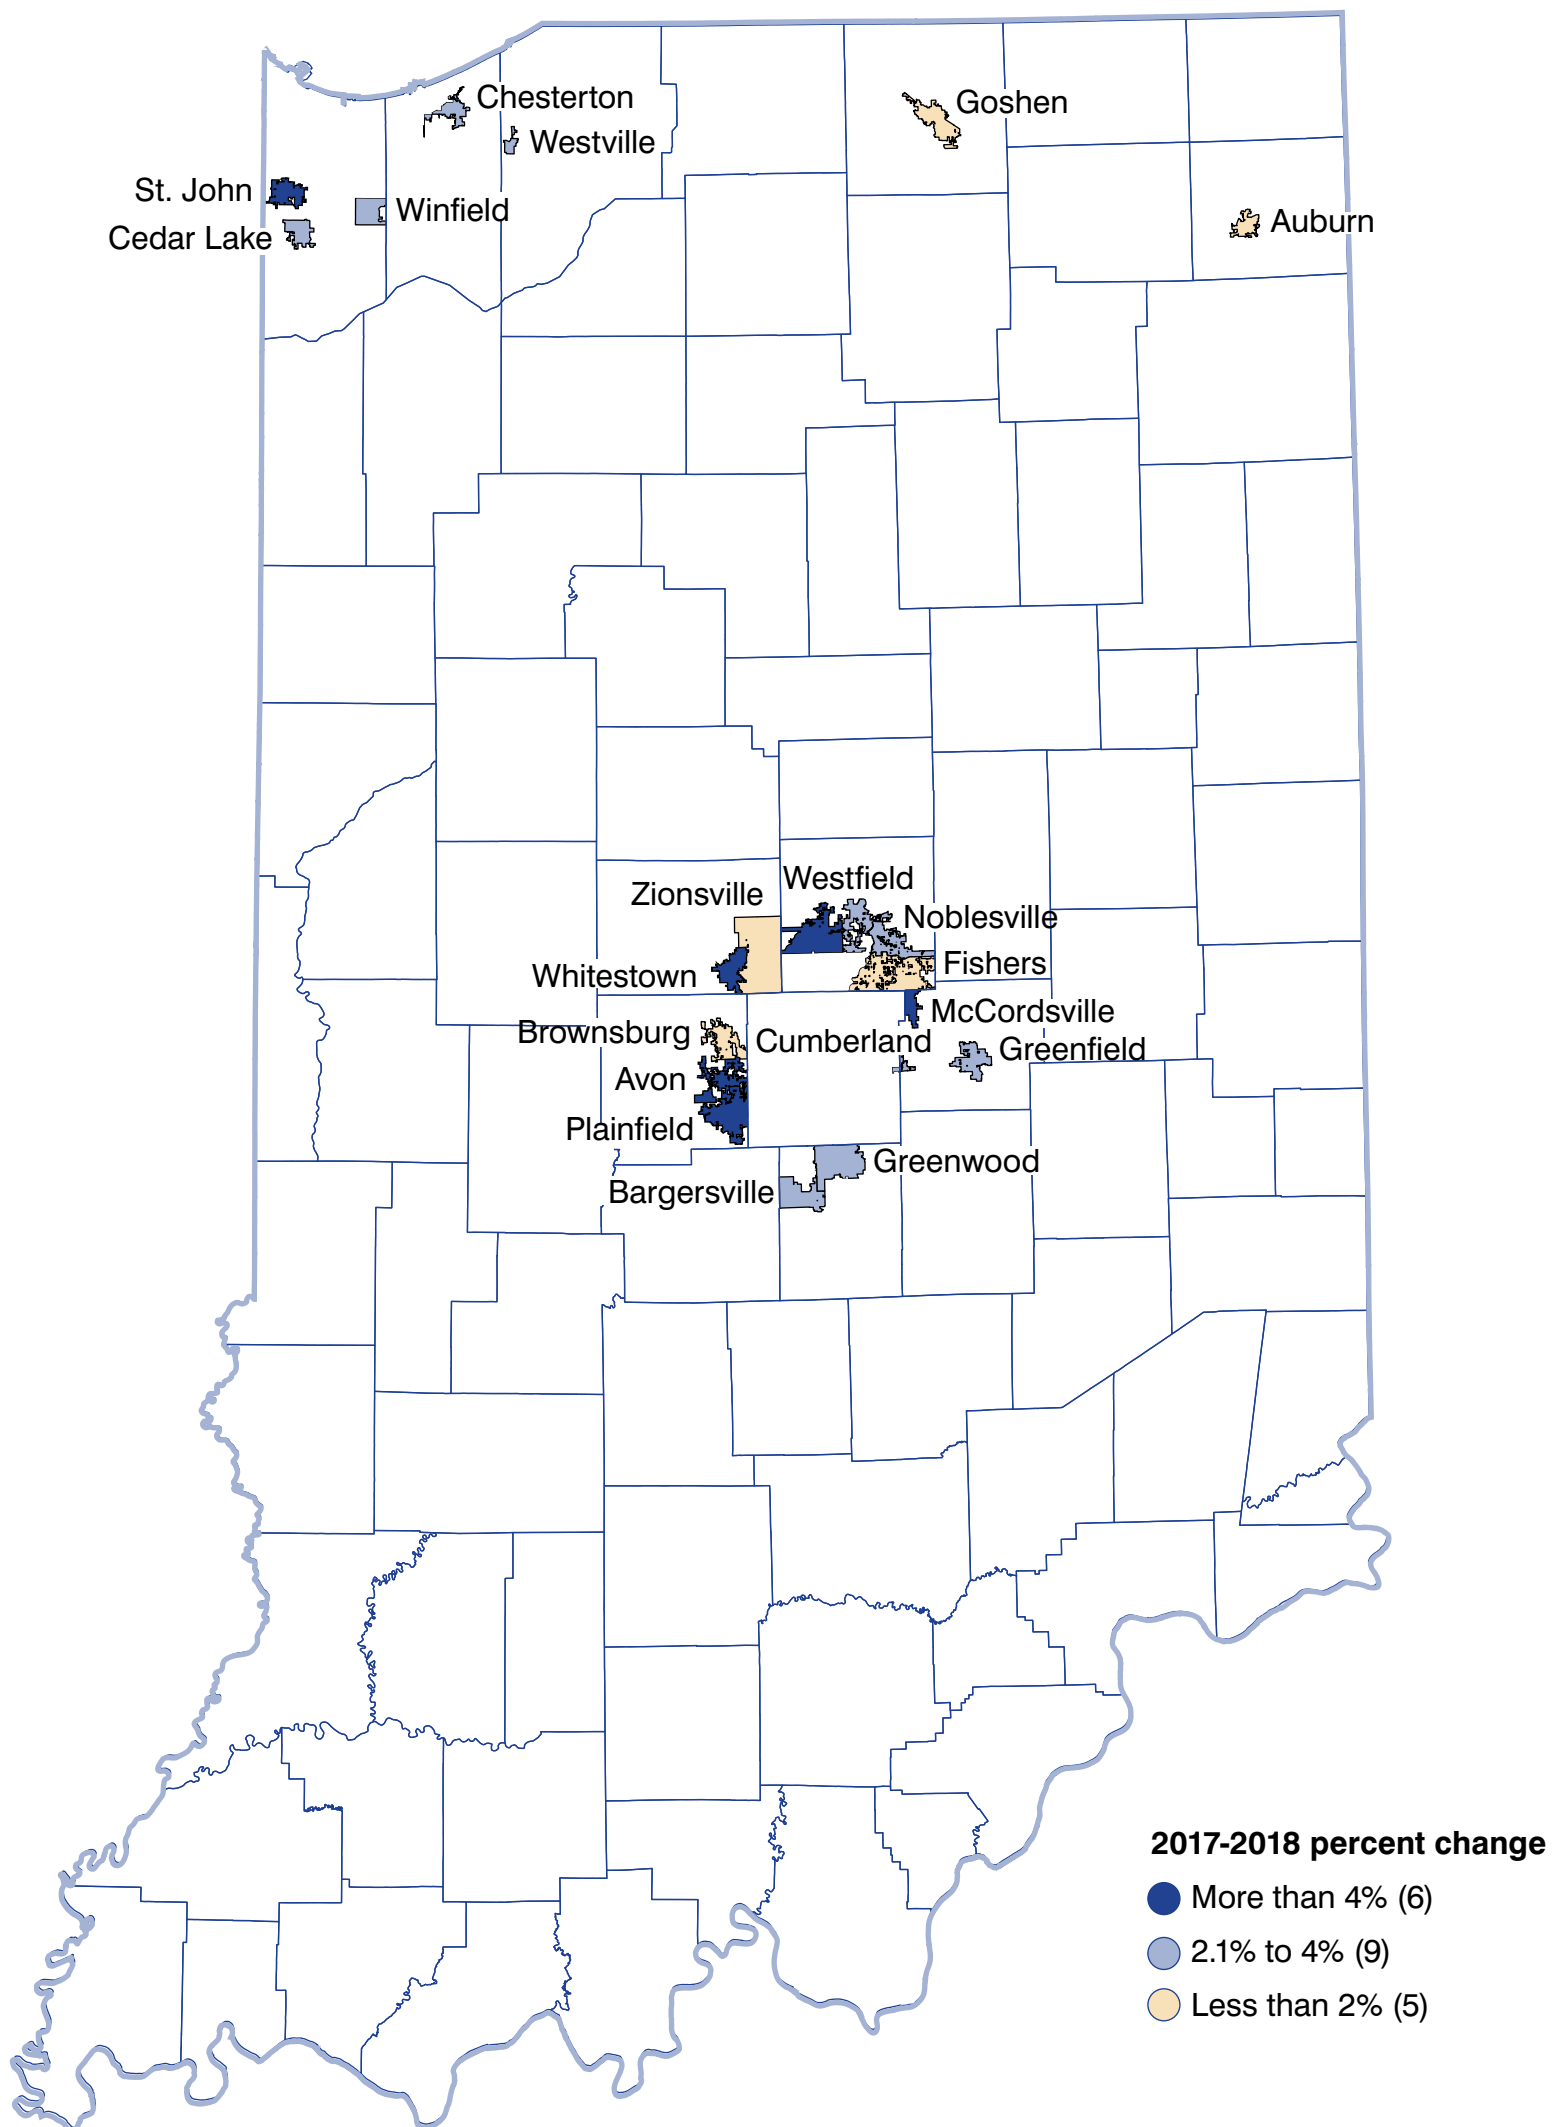 Chesterton
Goshen
Westville
St. John
Winfield
Cedar Lake
Auburn
Westfield
Zionsville
Noblesville
Fishers
Whitestown
McCordsville
Brownsburg
Cumberland
Greenfield
Avon
Plainfield
Greenwood
Bargersville
2017-2018 percent change
More than 4% (6)
2.1% to 4% (9)
Less than 2% (5)